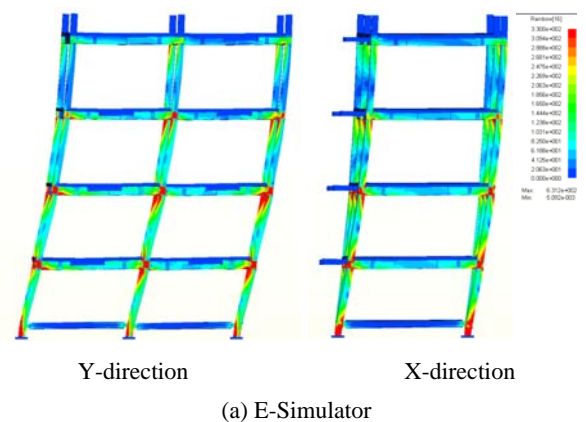 Rainbow[16]
3.300e+002
3.094e+002
2.888e+002
2.681e+002
2.475e+002
2.269e+002
2.063e+002
1.856e+002
1.650e+002
1.444e+002
1.238e+002
1.031e+002
8.250e+001
6.188e+001
4.125e+001
2.063e+001
0.000e+000
Max: 6.312e+002
Min:
Y-direction X-direction
(a) E-Simulator